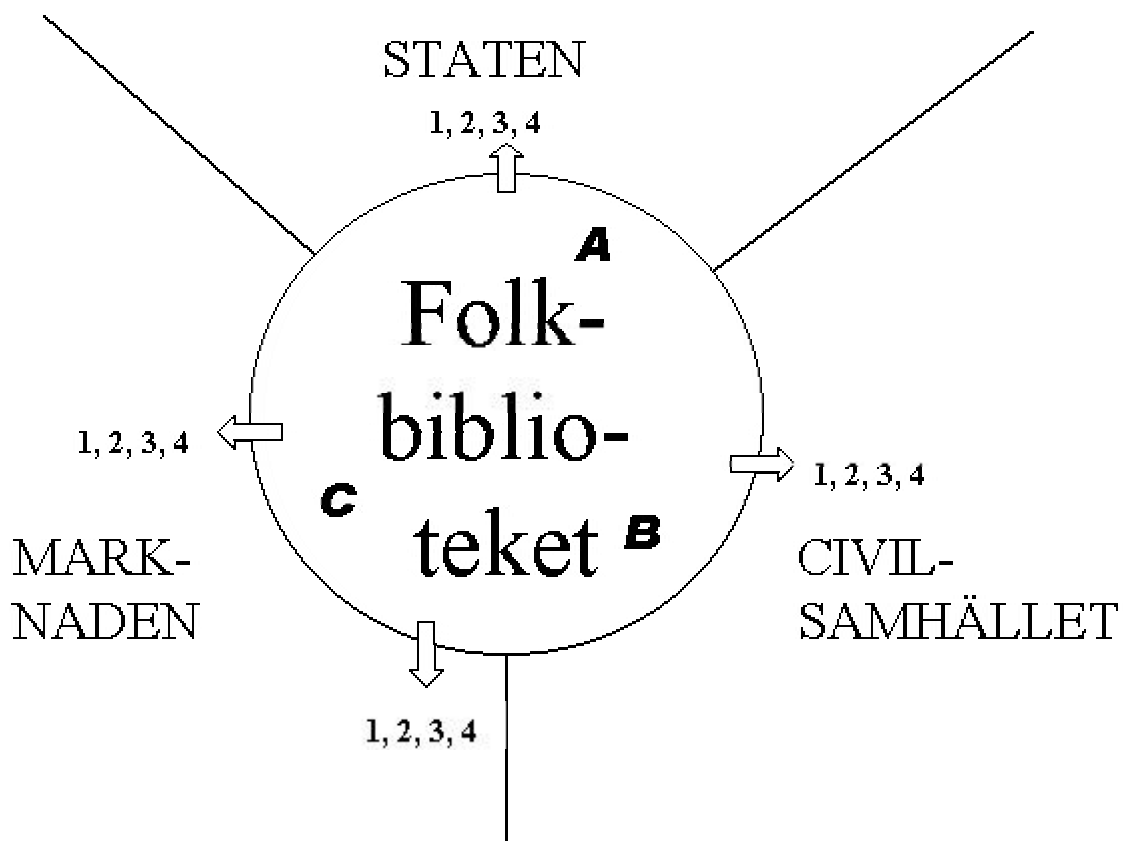 STATEN
1, 2, 3, 4
A
Folk-
biblio-
teket
B
C
1, 2, 3, 4
MARK-
NADEN
1, 2, 3, 4
CIVIL-
SAMHÄLLET
1, 2, 3, 4